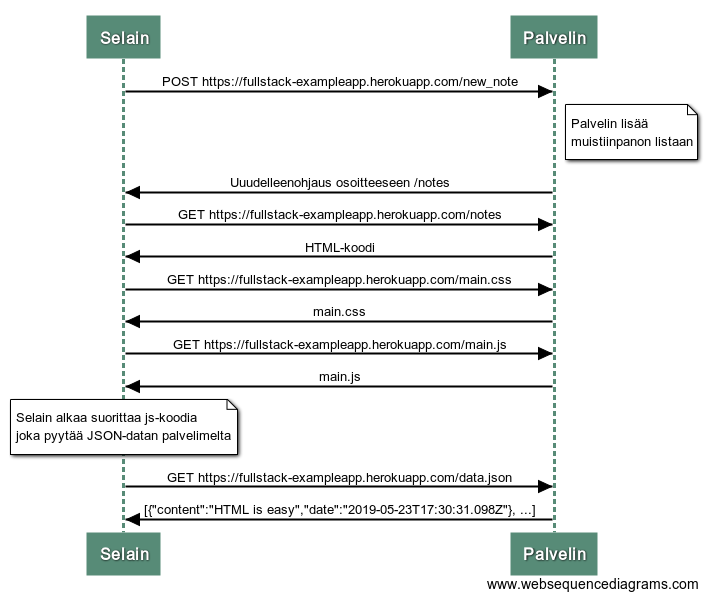 Selain
Palvelin
POST https://fullstack-exampleapp.herokuapp.com/new_note
Palvelin lisää
muistiinpanon listaan
Uuudelleenohjaus osoitteeseen /notes
GET https://fullstack-exampleapp.herokuapp.com/notes
HTML-koodi
GET https://fullstack-exampleapp.herokuapp.com/main.css
main.css
GET https://fullstack-exampleapp.herokuapp.com/main.js
main.js
Selain alkaa suorittaa js-koodia
joka pyytää JSON-datan palvelimelta
GET https://fullstack-exampleapp.herokuapp.com/data.json
[{"content":"HTML is easy","date":"2019-05-23T17:30:31.098Z"}, ...]
Selain
Palvelin
www.websequencediagrams.com